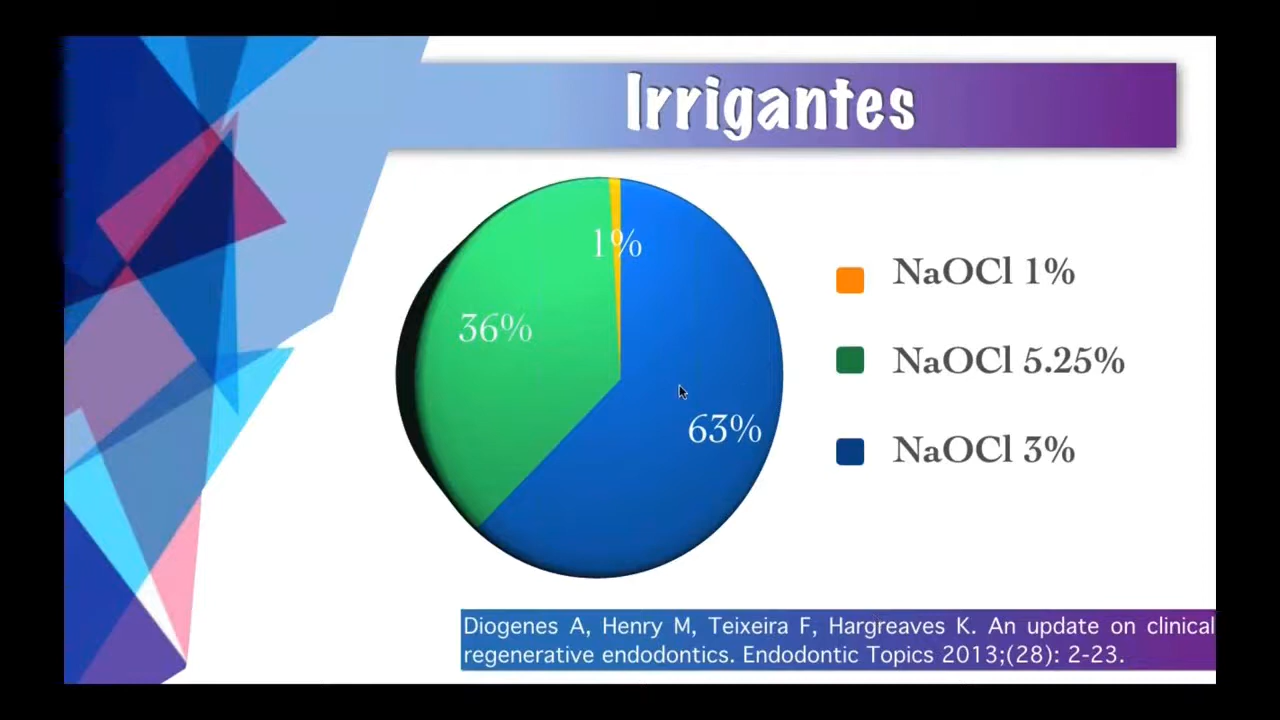 Irrigantes
1%
36%
63%
NaOCl 1%
NaOCl 5.25%
NaOCl 3%
Diogenes A, Henry M, Teixeira F, Hargreaves K. An update on clinical
regenerative endodontics. Endodontic Topics 2013;(28): 2-23.